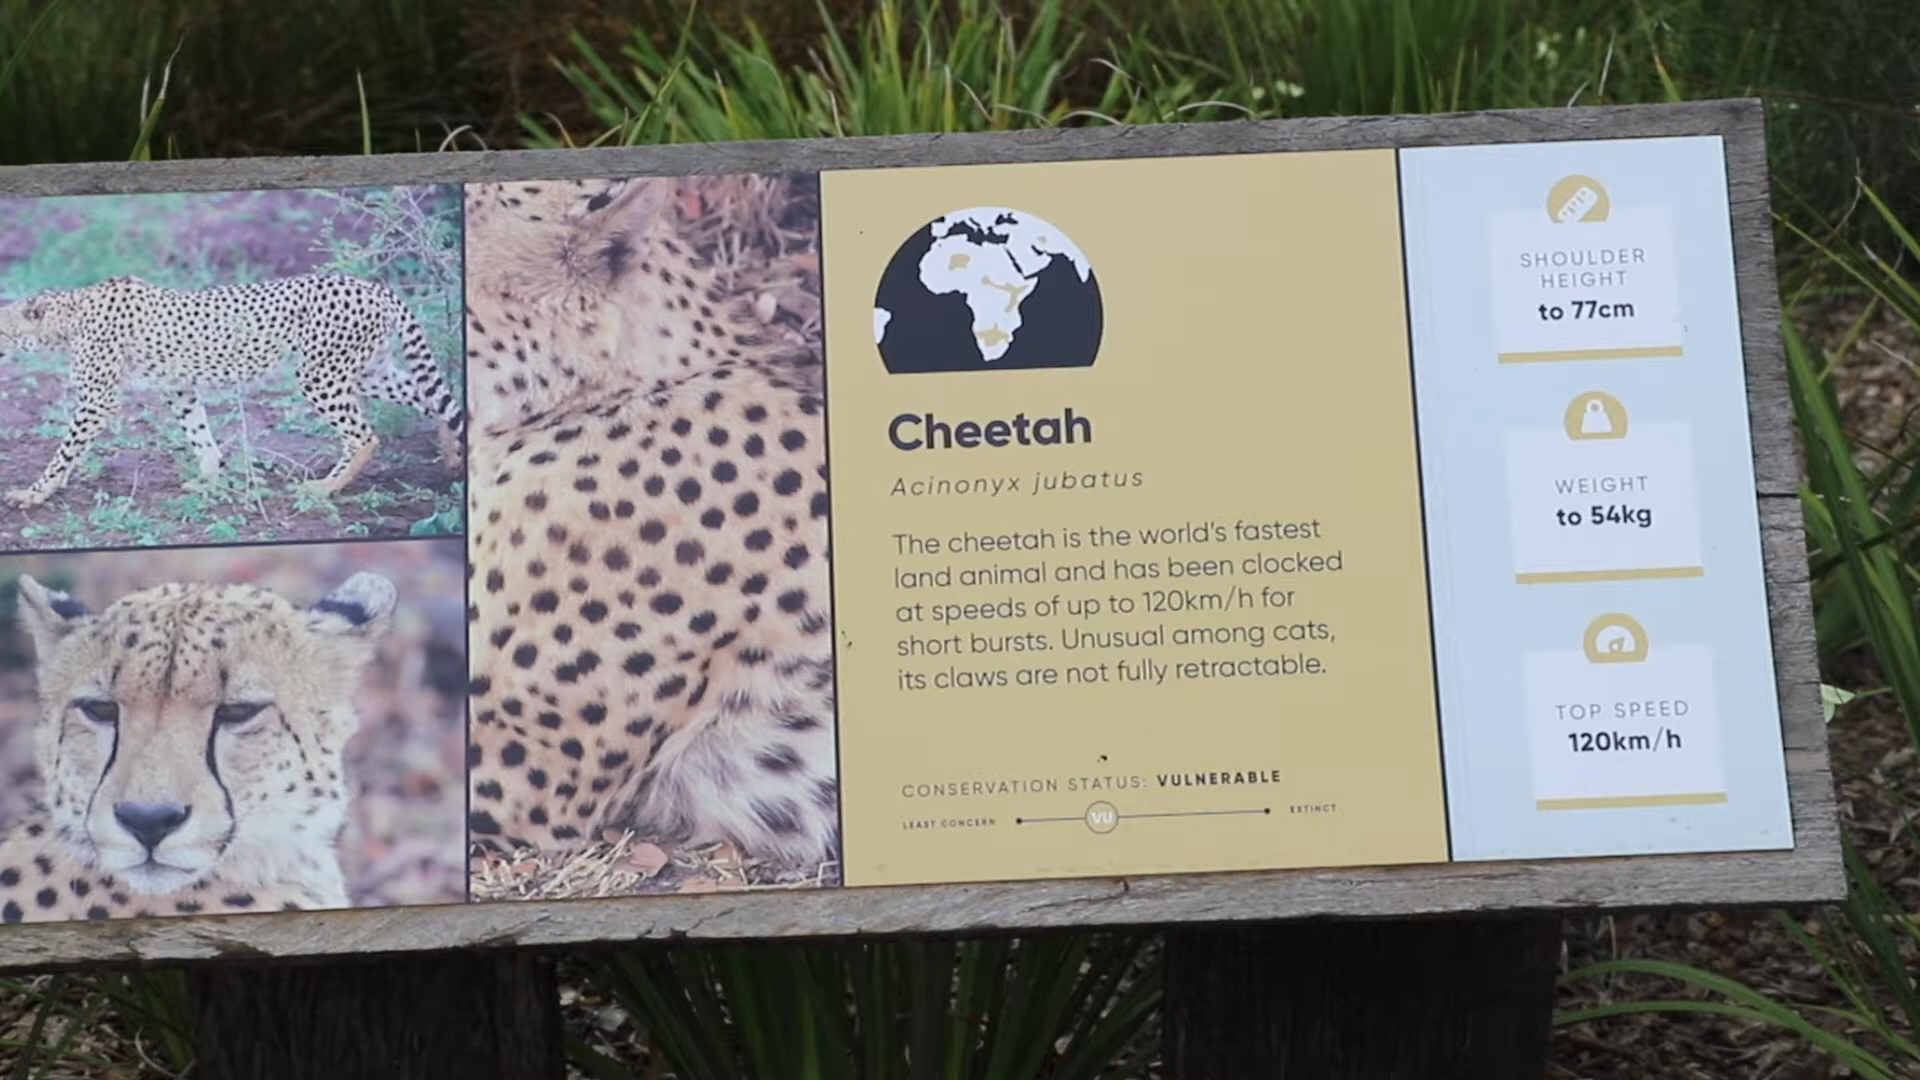 Cheetah
Acinonyx jubatus
The cheetah is the world's fastest
land animal and has been clocked
at speeds of up to 120km/h for
short bursts. Unusual among cats,
its claws are not fully retractable.
CONSERVATION STATUS: VULNERABLE
LEAST CONCERN VU EXTINCT
SHOULDER
HEIGHT
to 77cm
WEIGHT
to 54kg
TOP SPEED
120km/h